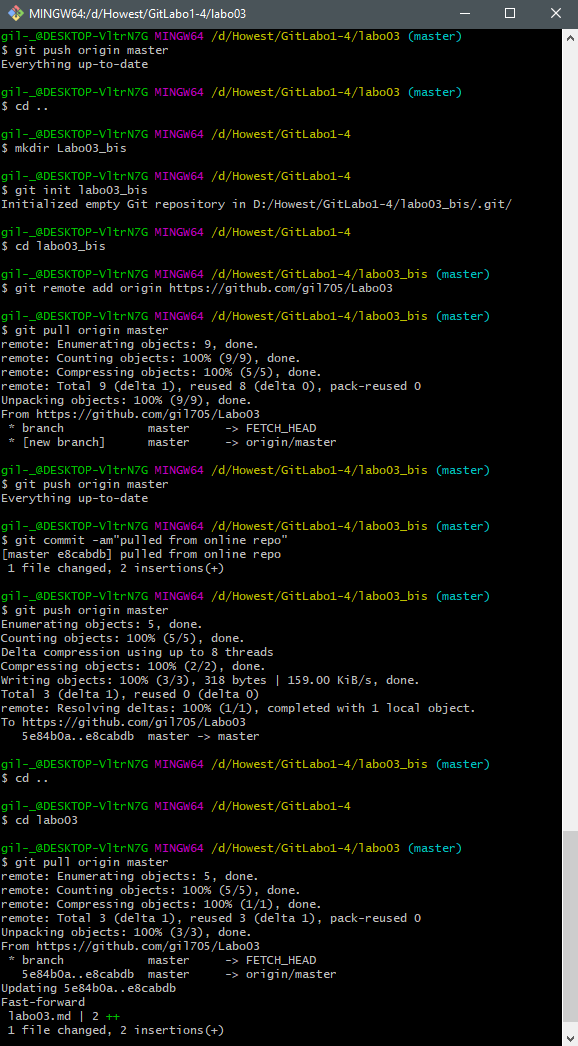 MINGW64:/d/Howest/GitLabo1-4/labo03
gil-_@DESKTOP-VltrN7G MINGW64 /d/Howest/GitLabo1-4/labo03 (master)
$ git push origin master
Everything up-to-date
gil-_@DESKTOP-VltrN7G MINGW64 /d/Howest/GitLabo1-4/labo03 (master)
$ cd ..
gil-_@DESKTOP-VltrN7G MINGW64 /d/Howest/GitLabo1-4
$ mkdir Labo03_bis
gil-_@DESKTOP-VltrN7G MINGW64 /d/Howest/GitLabo1-4
$ git init labo03_bis
Initialized empty Git repository in D:/Howest/GitLabo1-4/labo03_bis/.git/
gil-_@DESKTOP-VltrN7G MINGW64 /d/Howest/GitLabo1-4
$ cd labo03_bis
gil-_@DESKTOP-VltrN7G MINGW64 /d/Howest/GitLabo1-4/labo03_bis (master)
$ git remote add origin https://github.com/gil705/Labo03
gil-_@DESKTOP-VltrN7G MINGW64 /d/Howest/GitLabo1-4/labo03_bis (master)
$ git pull origin master
remote: Enumerating objects: 9, done.
remote: Counting objects: 100% (9/9), done.
remote: Compressing objects: 100% (5/5), done.
remote: Total 9 (delta 1), reused 8 (delta 0), pack-reused 0
Unpacking objects: 100% (9/9), done.
From https://github.com/gil705/Labo03
 * branch            master     -> FETCH_HEAD
 * [new branch]      master     -> origin/master
gil-_@DESKTOP-VltrN7G MINGW64 /d/Howest/GitLabo1-4/labo03_bis (master)
$ git push origin master
Everything up-to-date
gil-_@DESKTOP-VltrN7G MINGW64 /d/Howest/GitLabo1-4/labo03_bis (master)
$ git commit -am"pulled from online repo"
[master e8cabdb] pulled from online repo
 1 file changed, 2 insertions(+)
gil-_@DESKTOP-VltrN7G MINGW64 /d/Howest/GitLabo1-4/labo03_bis (master)
$ git push origin master
Enumerating objects: 5, done.
Counting objects: 100% (5/5), done.
Delta compression using up to 8 threads
Compressing objects: 100% (2/2), done.
Writing objects: 100% (3/3), 318 bytes | 159.00 KiB/s, done.
Total 3 (delta 1), reused 0 (delta 0)
remote: Resolving deltas: 100% (1/1), completed with 1 local object.
To https://github.com/gil705/Labo03
   5e84b0a..e8cabdb  master -> master
gil-_@DESKTOP-VltrN7G MINGW64 /d/Howest/GitLabo1-4/labo03_bis (master)
$ cd ..
gil-_@DESKTOP-VltrN7G MINGW64 /d/Howest/GitLabo1-4
$ cd labo03
gil-_@DESKTOP-VltrN7G MINGW64 /d/Howest/GitLabo1-4/labo03 (master)
$ git pull origin master
remote: Enumerating objects: 5, done.
remote: Counting objects: 100% (5/5), done.
remote: Compressing objects: 100% (1/1), done.
remote: Total 3 (delta 1), reused 3 (delta 1), pack-reused 0
Unpacking objects: 100% (3/3), done.
From https://github.com/gil705/Labo03
 * branch            master     -> FETCH_HEAD
   5e84b0a..e8cabdb  master     -> origin/master
Updating 5e84b0a..e8cabdb
Fast-forward
 labo03.md | 2 ++
 1 file changed, 2 insertions(+)